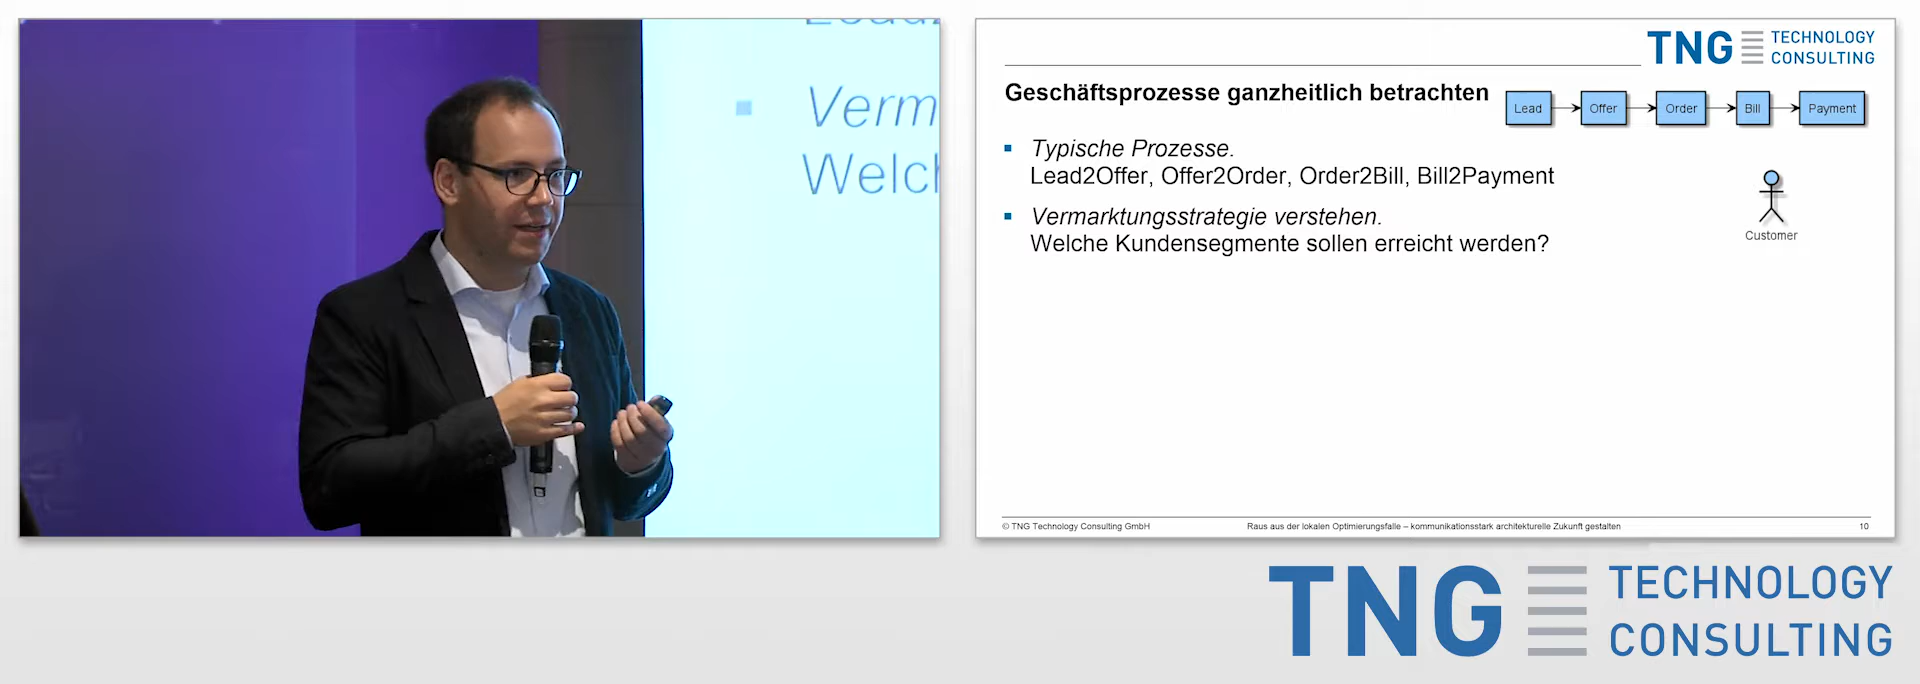 Verm
Welch
TNG TECHNOLOGY
CONSULTING
Geschäftsprozesse ganzheitlich betrachten
Lead Offer Order Bill Payment
Typische Prozesse.
Lead2Offer, Offer2Order, Order2Bill, Bill2Payment
Vermarktungsstrategie verstehen.
Welche Kundensegmente sollen erreicht werden?
Customer
© TNG Technology Consulting GmbH Raus aus der lokalen Optimierungsfalle – kommunikationsstark architekturelle Zukunft gestalten 10
TNG TECHNOLOGY
CONSULTING